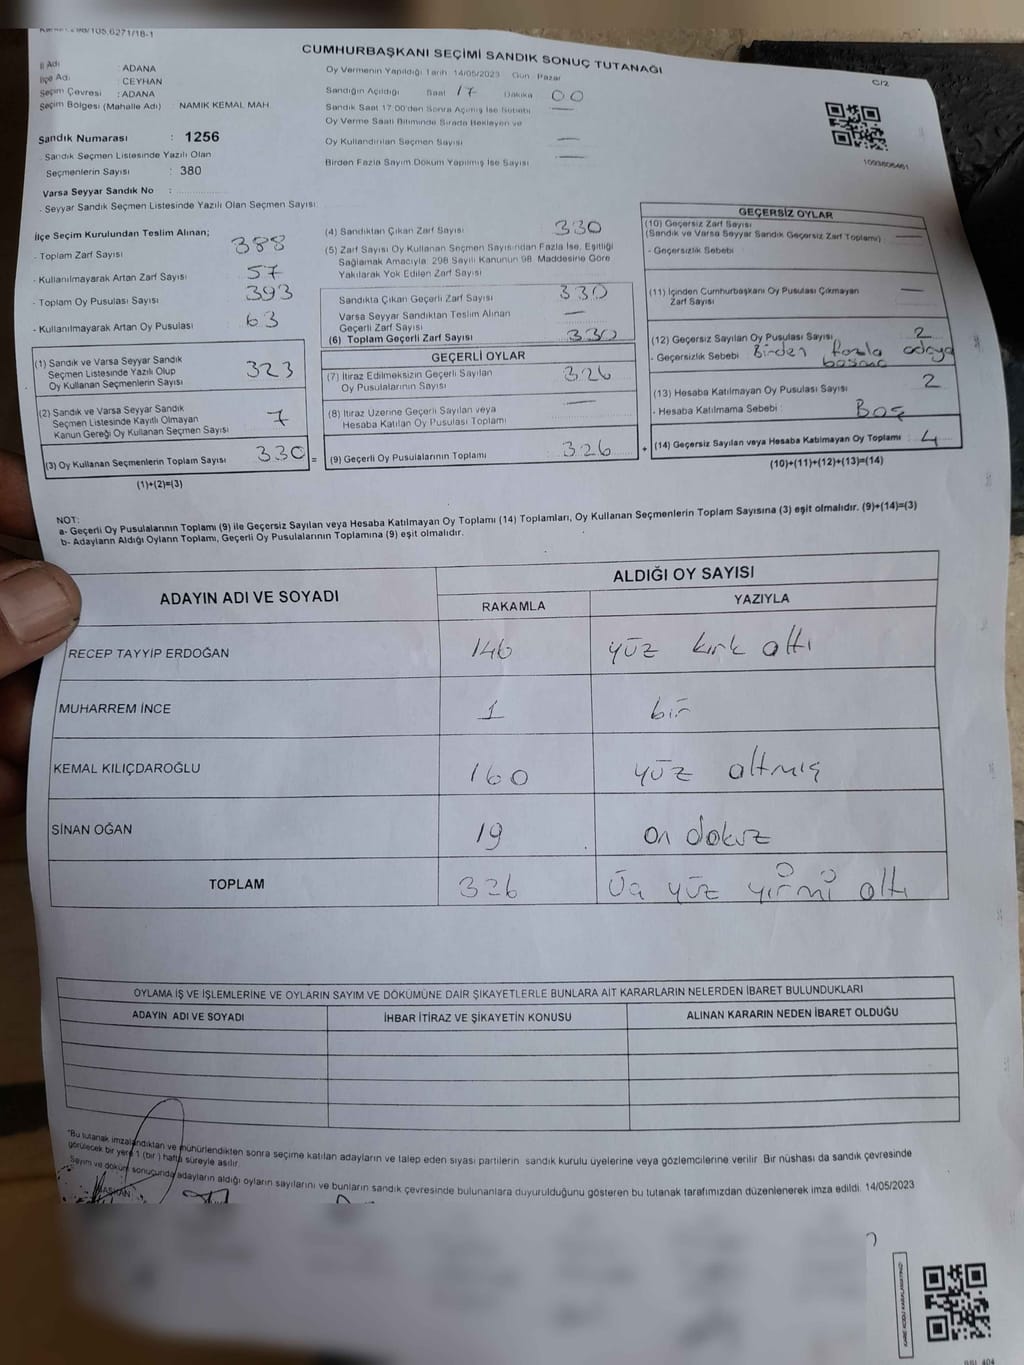 CUMHURBAŞKANI SEÇİMİ SANDIK SONUÇ TUTANAĞI
C/2
İl Adı : ADANA
İlçe Adı : CEYHAN
Seçim Çevresi : ADANA
Seçim Bölgesi (Mahalle Adı) : NAMIK KEMAL MAH.
Sandık Numarası : 1256
Sandık Seçmen Listesinde Yazılı Olan
Seçmenlerin Sayısı : 380
Varsa Seyyar Sandık No :
- Seyyar Sandık Seçmen Listesinde Yazılı Olan Seçmen Sayısı:
Oy Vermenin Yapıldığı Tarih: 14/05/2023 Gün: Pazar
Sandığın Açıldığı Saat 17 Dakika 00
Sandık Saat 17:00'den Sonra Açılmış İse Sebebi —
Oy Verme Saati Bitiminde Sırada Bekleyen ve
Oy Kullandırılan Seçmen Sayısı —
Birden Fazla Sayım Döküm Yapılmış İse Sayısı —
1093606461
İlçe Seçim Kurulundan Teslim Alınan;
- Toplam Zarf Sayısı 388
- Kullanılmayarak Artan Zarf Sayısı 57
- Toplam Oy Pusulası Sayısı 393
- Kullanılmayarak Artan Oy Pusulası 63
(1) Sandık ve Varsa Seyyar Sandık
Seçmen Listesinde Yazılı Olup
Oy Kullanan Seçmenlerin Sayısı 323
(2) Sandık ve Varsa Seyyar Sandık
Seçmen Listesinde Kayıtlı Olmayan
Kanun Gereği Oy Kullanan Seçmen Sayısı 7
(3) Oy Kullanan Seçmenlerin Toplam Sayısı 330 =
(1)+(2)=(3)
(4) Sandıktan Çıkan Zarf Sayısı 330
(5) Zarf Sayısı Oy Kullanan Seçmen Sayısından Fazla İse, Eşitliği
Sağlamak Amacıyla 298 Sayılı Kanunun 98. Maddesine Göre
Yakılarak Yok Edilen Zarf Sayısı
Sandıkta Çıkan Geçerli Zarf Sayısı 330
Varsa Seyyar Sandıktan Teslim Alınan
Geçerli Zarf Sayısı —
(6) Toplam Geçerli Zarf Sayısı 330
GEÇERLİ OYLAR
(7) İtiraz Edilmeksizin Geçerli Sayılan
Oy Pusulalarının Sayısı 326
(8) İtiraz Üzerine Geçerli Sayılan veya
Hesaba Katılan Oy Pusulası Toplamı —
(9) Geçerli Oy Pusulalarının Toplamı 326 +
GEÇERSİZ OYLAR
(10) Geçersiz Zarf Sayısı
(Sandık ve Varsa Seyyar Sandık Geçersiz Zarf Toplamı) : —
- Geçersizlik Sebebi
(11) İçinden Cumhurbaşkanı Oy Pusulası Çıkmayan
Zarf Sayısı —
(12) Geçersiz Sayılan Oy Pusulası Sayısı 2
- Geçersizlik Sebebi : Birden fazla adaya
basma
(13) Hesaba Katılmayan Oy Pusulası Sayısı 2
- Hesaba Katılmama Sebebi : Boş
(14) Geçersiz Sayılan veya Hesaba Katılmayan Oy Toplamı : 4
(10)+(11)+(12)+(13)=(14)
NOT:
a- Geçerli Oy Pusulalarının Toplamı (9) ile Geçersiz Sayılan veya Hesaba Katılmayan Oy Toplamı (14) Toplamları, Oy Kullanan Seçmenlerin Toplam Sayısına (3) eşit olmalıdır. (9)+(14)=(3)
b- Adayların Aldığı Oyların Toplamı, Geçerli Oy Pusulalarının Toplamına (9) eşit olmalıdır.
ADAYIN ADI VE SOYADI
ALDIĞI OY SAYISI
RAKAMLA YAZIYLA
RECEP TAYYİP ERDOĞAN 146 yüz kırk altı
MUHARREM İNCE 1 bir
KEMAL KILIÇDAROĞLU 160 yüz altmış
SİNAN OĞAN 19 on dokuz
TOPLAM 326 Üç yüz yirmi altı
OYLAMA İŞ VE İŞLEMLERİNE VE OYLARIN SAYIM VE DÖKÜMÜNE DAİR ŞİKAYETLERLE BUNLARA AİT KARARLARIN NELERDEN İBARET BULUNDUKLARI
ADAYIN ADI VE SOYADI İHBAR İTİRAZ VE ŞİKAYETİN KONUSU ALINAN KARARIN NEDEN İBARET OLDUĞU
"Bu tutanak imzalandıktan ve mühürlendikten sonra seçime katılan adayların ve talep eden siyasi partilerin sandık kurulu üyelerine veya gözlemcilerine verilir. Bir nüshası da sandık çevresinde
görülecek bir yere 1 (bir) hafta süreyle asılır.
Sayım ve döküm sonucunda adayların aldığı oyların sayılarını ve bunların sandık çevresinde bulunanlara duyurulduğunu gösteren bu tutanak tarafımızdan düzenlenerek imza edildi. 14/05/2023
BAŞKAN